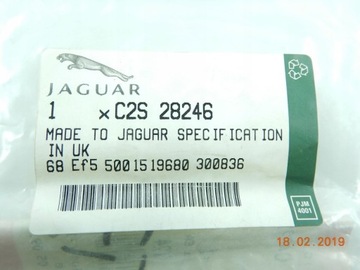 JAGUAR
1 x C2S 28246
MADE TO JAGUAR SPECIFICATION
IN UK
68 Ef5 5001519680 300836
PJM
4001
18.02.2019